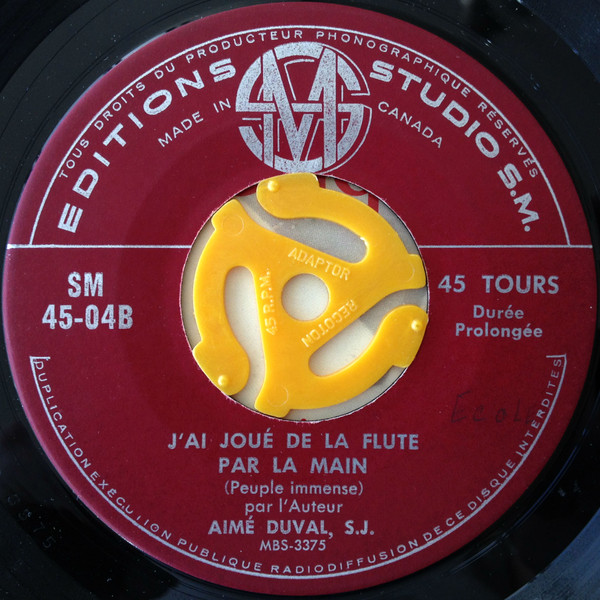 TOUS DROITS DU PRODUCTEUR PHONOGRAPHIQUE RÉSERVÉS
EDITIONS STUDIO S.M.
MADE IN CANADA
SM
45-04B
45 TOURS
Durée
Prolongée
ADAPTOR
RECOTON
45 R.P.M.
J'AI JOUÉ DE LA FLUTE
PAR LA MAIN
(Peuple immense)
par l'Auteur
AIMÉ DUVAL, S.J.
MBS-3375
DUPLICATION EXÉCUTION PUBLIQUE RADIODIFFUSION DE CE DISQUE INTERDITES